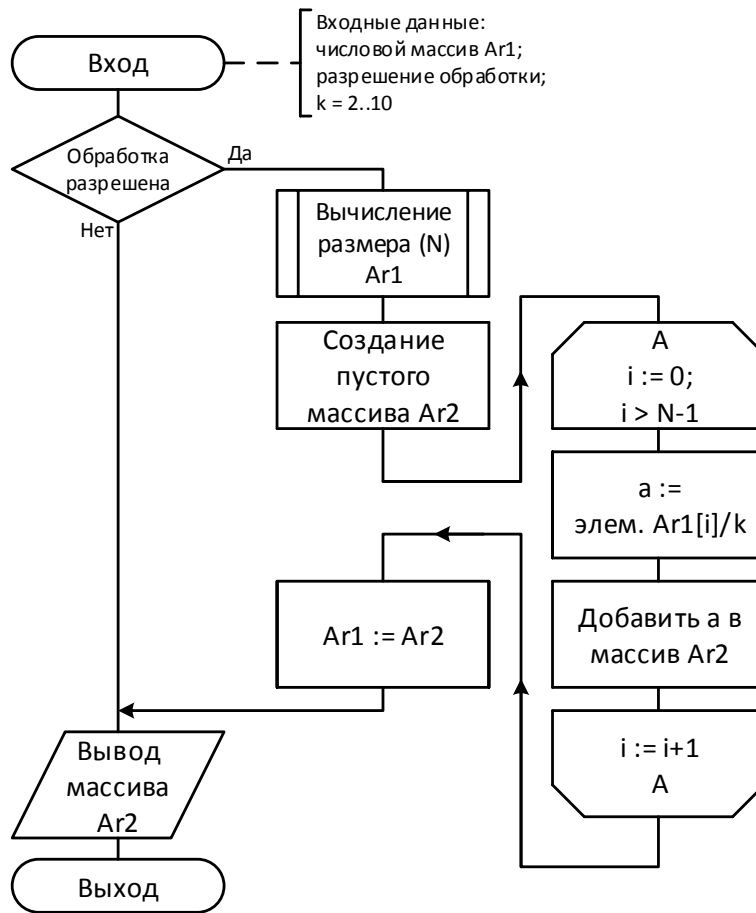 Вход
Входные данные:
числовой массив Ar1;
разрешение обработки;
k = 2..10
Обработка
разрешена
Да
Нет
Вычисление
размера (N)
Ar1
Создание
пустого
массива Ar2
A
i := 0;
i > N-1
a :=
элем. Ar1[i]/k
Добавить a в
массив Ar2
i := i+1
A
Ar1 := Ar2
Вывод
массива
Ar2
Выход